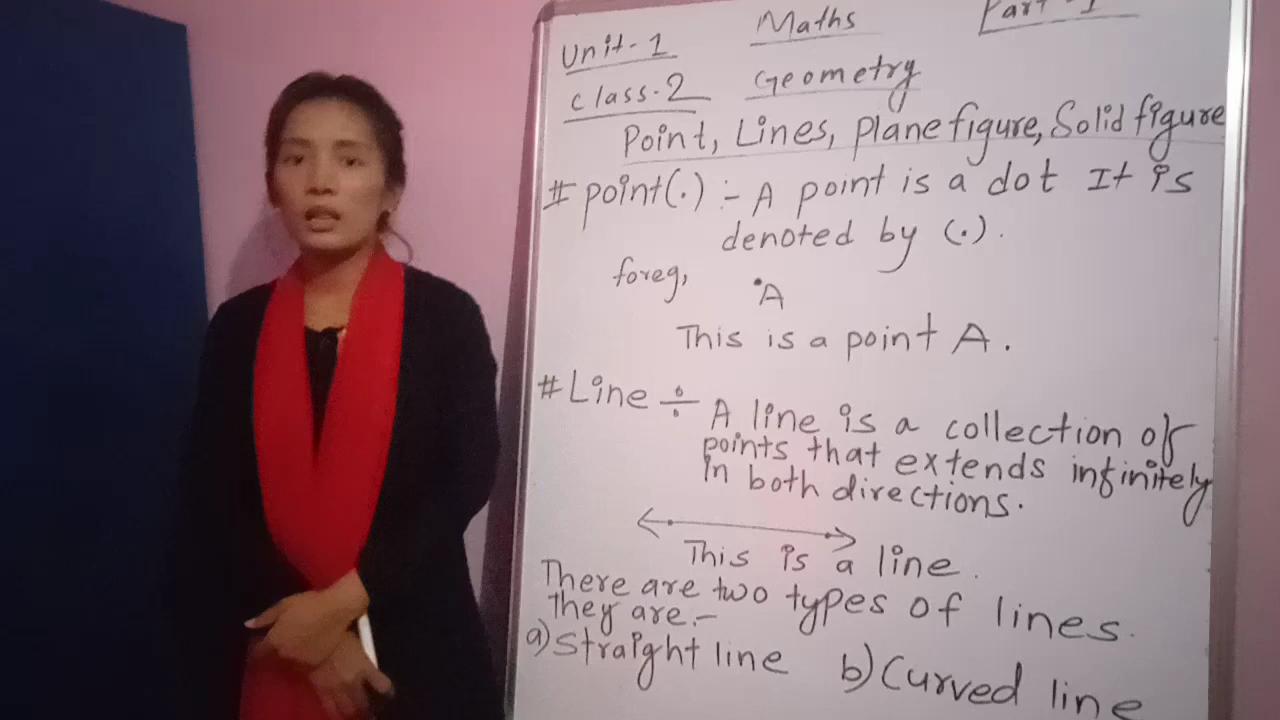 Maths Part-1
Unit-1
Class-2 Geometry
Point, Lines, Plane figure, Solid figure
# point(.) :- A point is a dot It is
denoted by (.).
foreg, •A
This is a point A.
# Line ÷ A line is a collection of
points that extends infinitely
in both directions.
This is a line.
There are two types of lines.
They are:-
a) Straight line b) Curved line